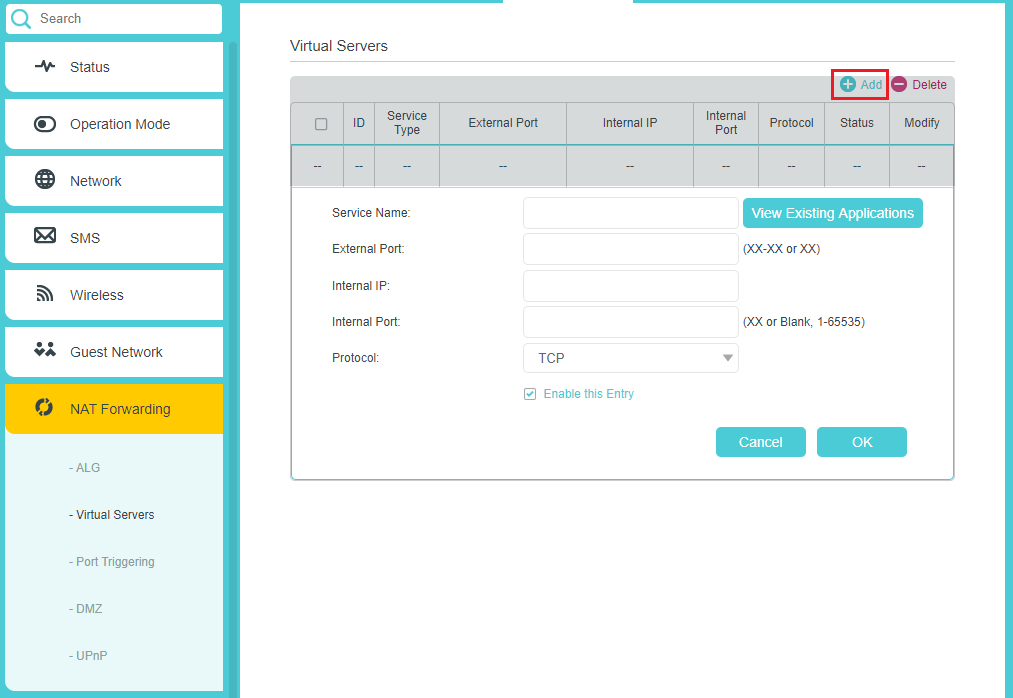 Search
Status
Operation Mode
Network
SMS
Wireless
Guest Network
NAT Forwarding
- ALG
- Virtual Servers
- Port Triggering
- DMZ
- UPnP
Virtual Servers
Add Delete
ID Service Type External Port Internal IP Internal Port Protocol Status Modify
-- -- -- -- -- -- -- -- --
Service Name: View Existing Applications
External Port: (XX-XX or XX)
Internal IP:
Internal Port: (XX or Blank, 1-65535)
Protocol: TCP
Enable this Entry
Cancel OK